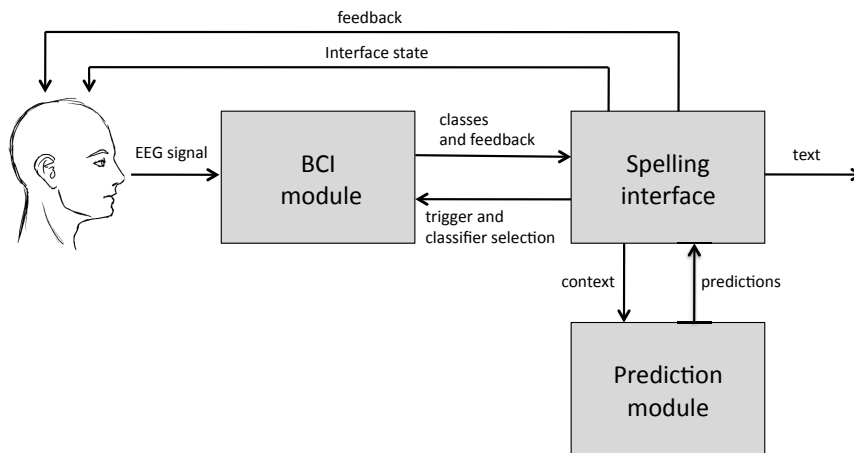 feedback
Interface state
EEG signal
BCI
module
classes
and feedback
trigger and
classifier selection
Spelling
interface
text
context
predictions
Prediction
module